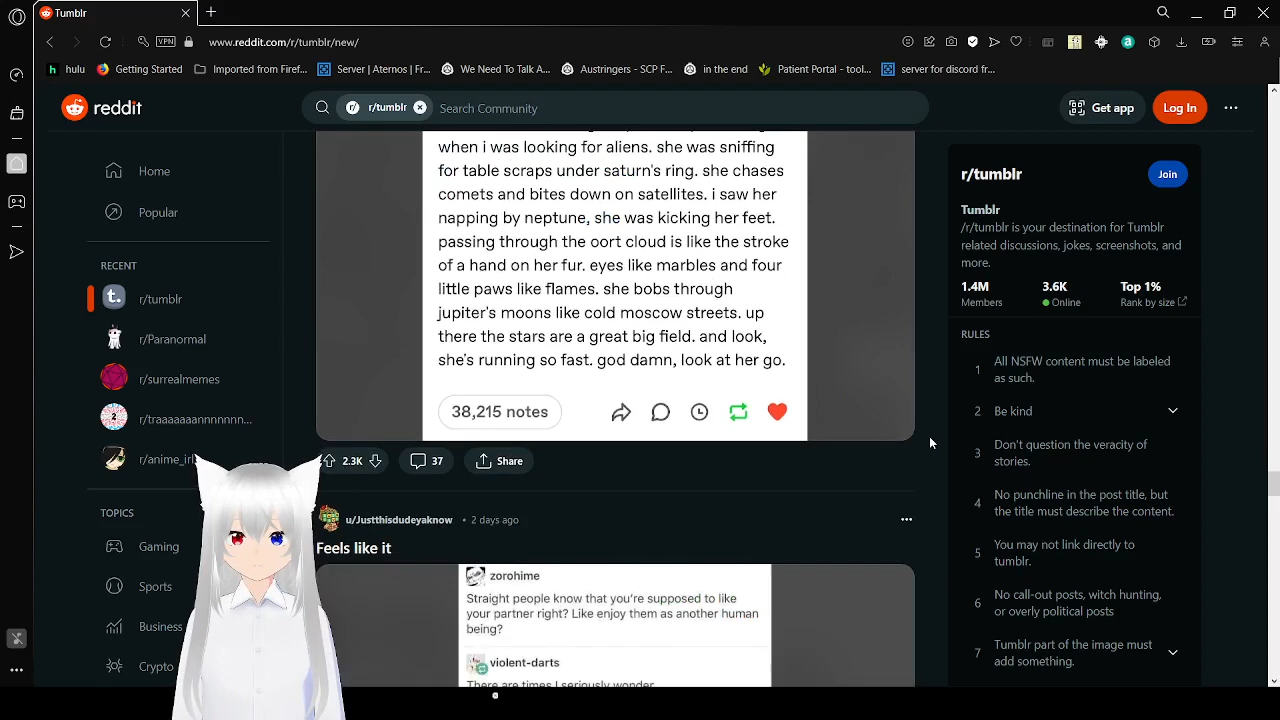 Tumblr
VPN
www.reddit.com/r/tumblr/new/
hulu
Getting Started
Imported from Firef...
Server | Aternos | Fr...
We Need To Talk A...
Austringers - SCP F...
in the end
Patient Portal - tool...
server for discord fr...
reddit
r/tumblr
Search Community
Get app
Log In
Home
Popular
RECENT
r/tumblr
r/Paranormal
r/surrealmemes
r/traaaaaaannnnnnn...
r/anime_irl
TOPICS
Gaming
Sports
Business
Crypto
when i was looking for aliens. she was sniffing
for table scraps under saturn's ring. she chases
comets and bites down on satellites. i saw her
napping by neptune, she was kicking her feet.
passing through the oort cloud is like the stroke
of a hand on her fur. eyes like marbles and four
little paws like flames. she bobs through
jupiter's moons like cold moscow streets. up
there the stars are a great big field. and look,
she's running so fast. god damn, look at her go.
38,215 notes
2.3K
37
Share
u/Justthisdudeyaknow • 2 days ago
Feels like it
zorohime
Straight people know that you're supposed to like
your partner right? Like enjoy them as another human
being?
violent-darts
There are times I seriously wonder
r/tumblr
Join
Tumblr
/r/tumblr is your destination for Tumblr
related discussions, jokes, screenshots, and
more.
1.4M
Members
3.6K
Online
Top 1%
Rank by size
RULES
1 All NSFW content must be labeled
as such.
2 Be kind
3 Don't question the veracity of
stories.
4 No punchline in the post title, but
the title must describe the content.
5 You may not link directly to
tumblr.
6 No call-out posts, witch hunting,
or overly political posts
7 Tumblr part of the image must
add something.